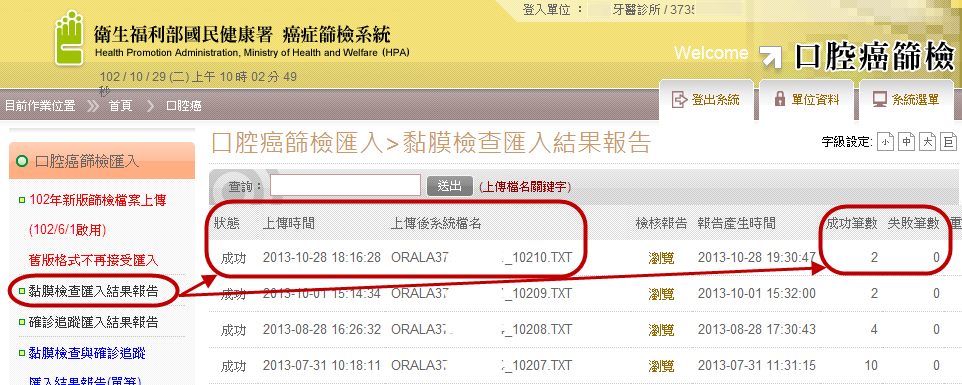 登入單位： 牙醫診所 / 3735
衛生福利部國民健康署 癌症篩檢系統
Health Promotion Administration, Ministry of Health and Welfare (HPA)
102 / 10 / 29 (二) 上午 10 時 02 分 49
秒
Welcome 口腔癌篩檢
目前作業位置 首頁 口腔癌
登出系統 單位資料 系統選單
口腔癌篩檢匯入>黏膜檢查匯入結果報告
字級設定: 小 中 大 巨
口腔癌篩檢匯入
102年新版篩檢檔案上傳
(102/6/1啟用)
舊版格式不再接受匯入
黏膜檢查匯入結果報告
確診追蹤匯入結果報告
黏膜檢查與確診追蹤
匯入結果報告(單筆)
查詢： 送出 (上傳檔名關鍵字)
狀態 上傳時間 上傳後系統檔名 檢核報告 報告產生時間 成功筆數 失敗筆數 重
成功 2013-10-28 18:16:28 ORALA37 _10210.TXT 瀏覽 2013-10-28 19:30:47 2 0
成功 2013-10-01 15:14:34 ORALA37 _10209.TXT 瀏覽 2013-10-01 15:32:00 2 0
成功 2013-08-28 16:26:32 ORALA37 _10208.TXT 瀏覽 2013-08-28 17:30:43 4 0
成功 2013-07-31 10:18:11 ORALA37 _10207.TXT 瀏覽 2013-07-31 11:31:15 10 0